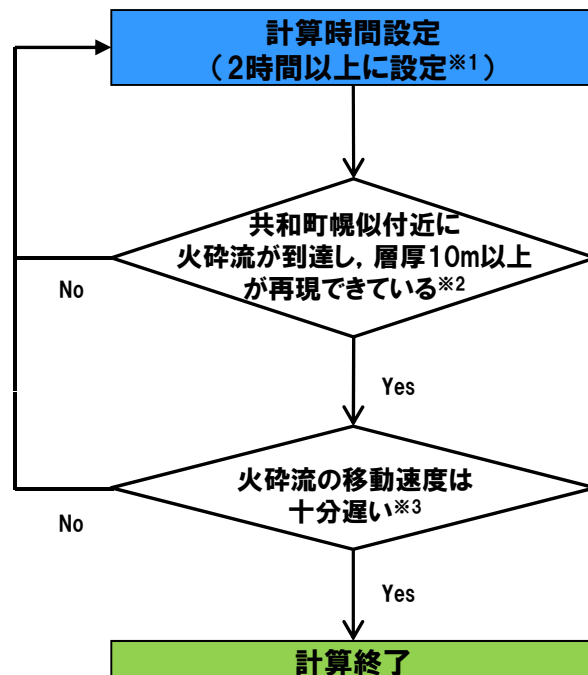 計算時間設定
（2時間以上に設定※1）
共和町幌似付近に
火砕流が到達し，層厚10m以上
が再現できている※2
No
Yes
火砕流の移動速度は
十分遅い※3
No
Yes
計算終了